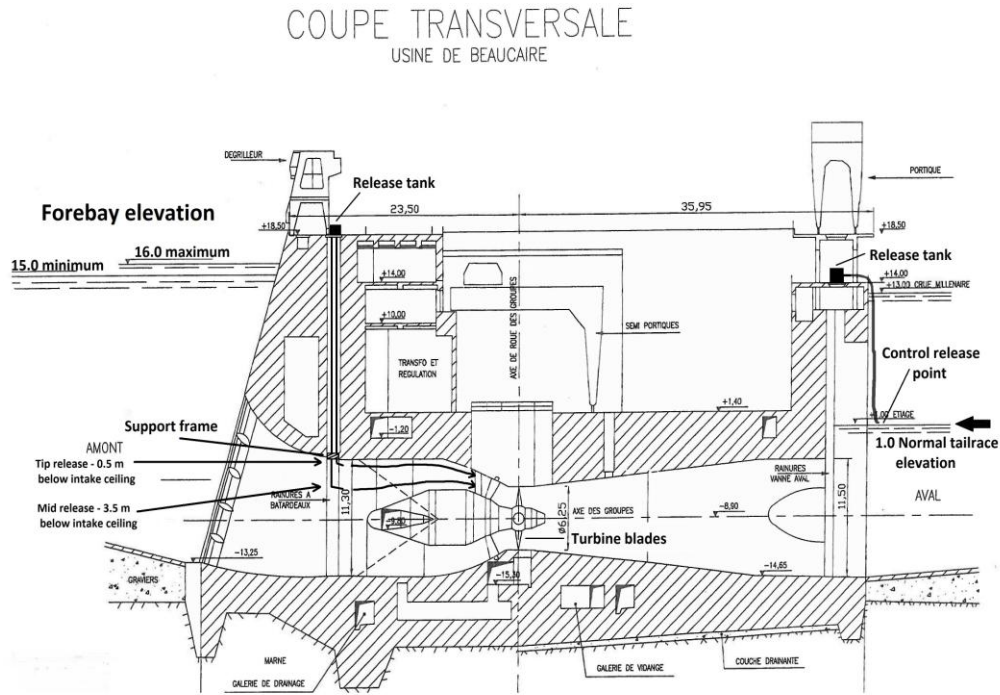 COUPE TRANSVERSALE
USINE DE BEAUCAIRE
DEGRILLEUR
PORTIQUE
Release tank
23,50
35,95
Forebay elevation
+18,50
+18,50
16.0 maximum
15.0 minimum
Release tank
+14,00
+14,00
+13,00 CRUE MILLENAIRE
+10,00
AXE DE ROUE DES GROUPES
SEMI PORTIQUES
TRANSFO ET
REGULATION
Control release
point
+1,40
ETIAGE
-1,20
1.0 Normal tailrace
elevation
Support frame
AMONT
Tip release - 0.5 m
below intake ceiling
RAINURES
VANNE AVAL
RAINURES A
BATARDEAUX
11,30
11,50
AVAL
Mid release - 3.5 m
below intake ceiling
AXE DES GROUPES
-8,90
ø6,25
Turbine blades
-13,25
-14,65
-15,30
GRAVIERS
MARNE
GALERIE DE DRAINAGE
GALERIE DE VIDANGE
COUCHE DRAINANTE